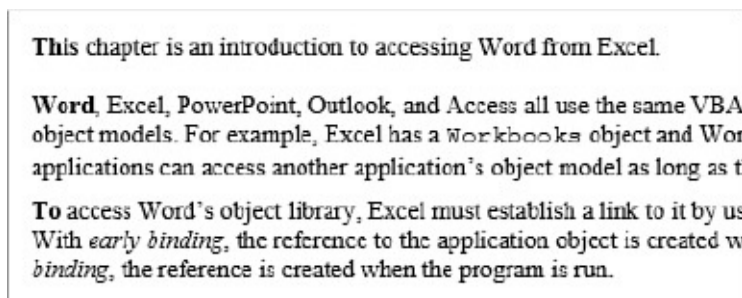 This chapter is an introduction to accessing Word from Excel.
Word, Excel, PowerPoint, Outlook, and Access all use the same VBA
object models. For example, Excel has a Workbooks object and Wor
applications can access another application's object model as long as t
To access Word's object library, Excel must establish a link to it by us
With early binding, the reference to the application object is created w
binding, the reference is created when the program is run.